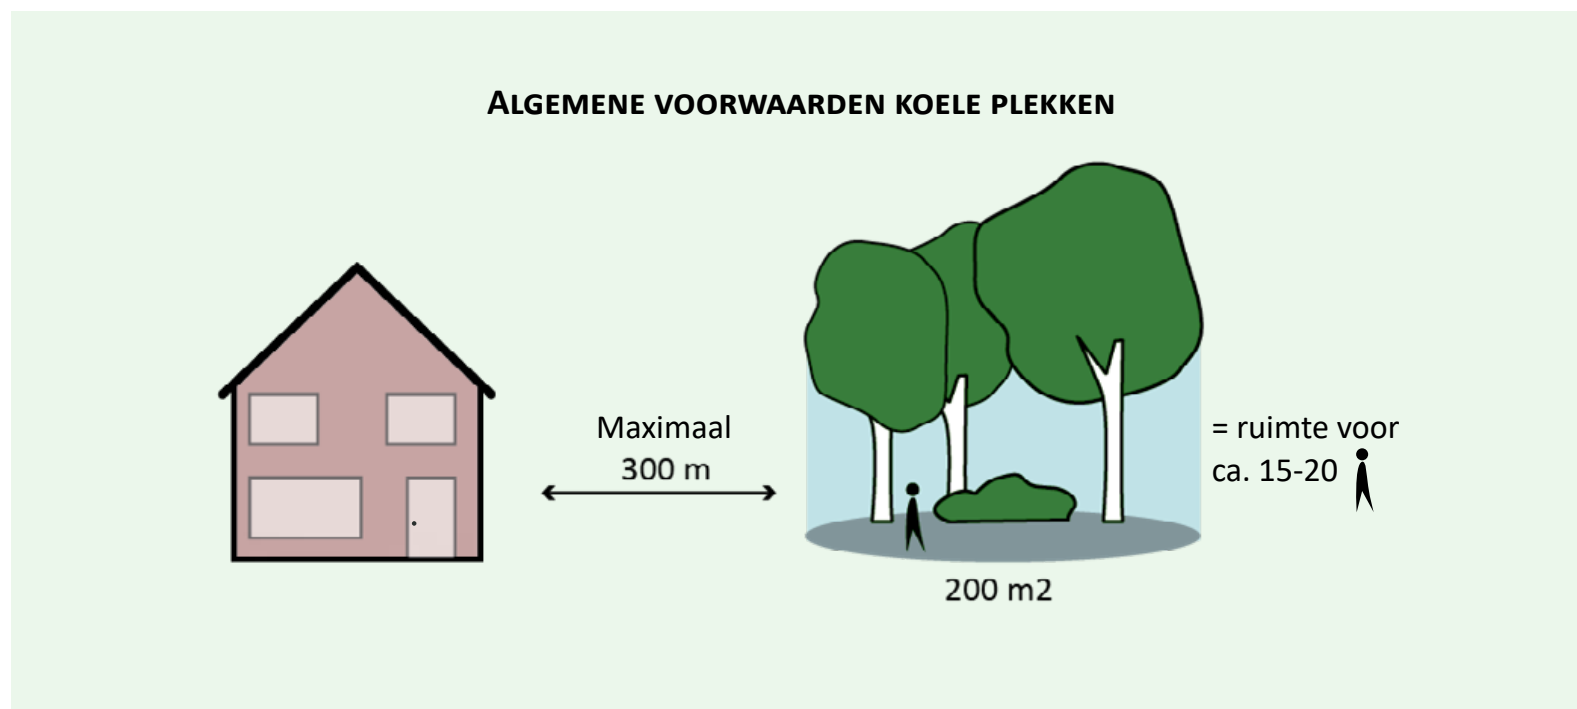 ALGEMENE VOORWAARDEN KOELE PLEKKEN
Maximaal
300 m
= ruimte voor
ca. 15-20
200 m2